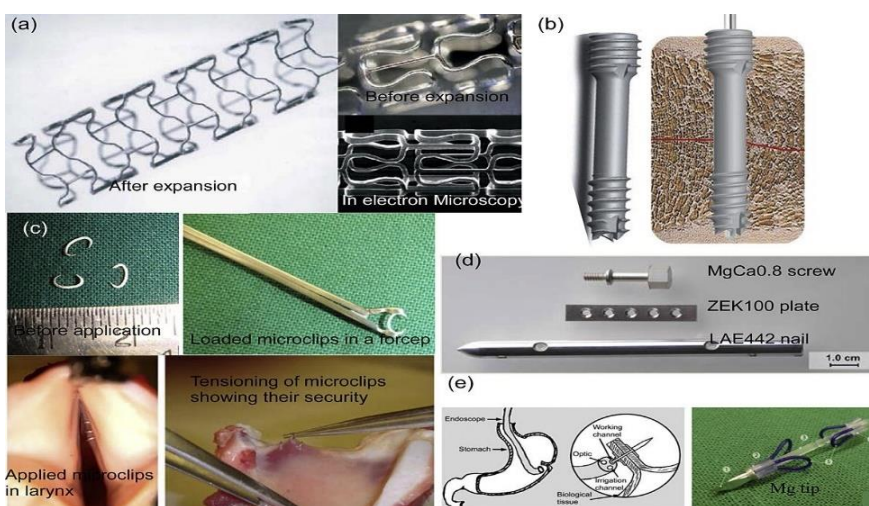 (a)
Before expansion
After expansion
In electron Microscopy
(b)
(c)
Before application
1
2
Loaded microclips in a forcep
Applied microclips
in larynx
Tensioning of microclips
showing their security
(d)
MgCa0.8 screw
ZEK100 plate
LAE442 nail
1.0 cm
(e)
Endoscope
Stomach
Working
channel
Optic
Irrigation
channel
Biological
tissue
Mg tip